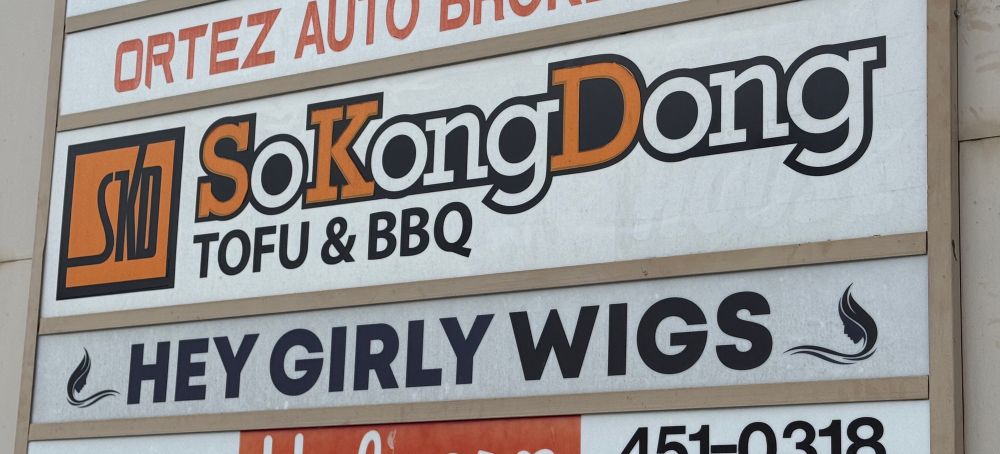 ORTEZ AUTO
SKD
SoKongDong
TOFU & BBQ
HEY GIRLY WIGS
451-0318